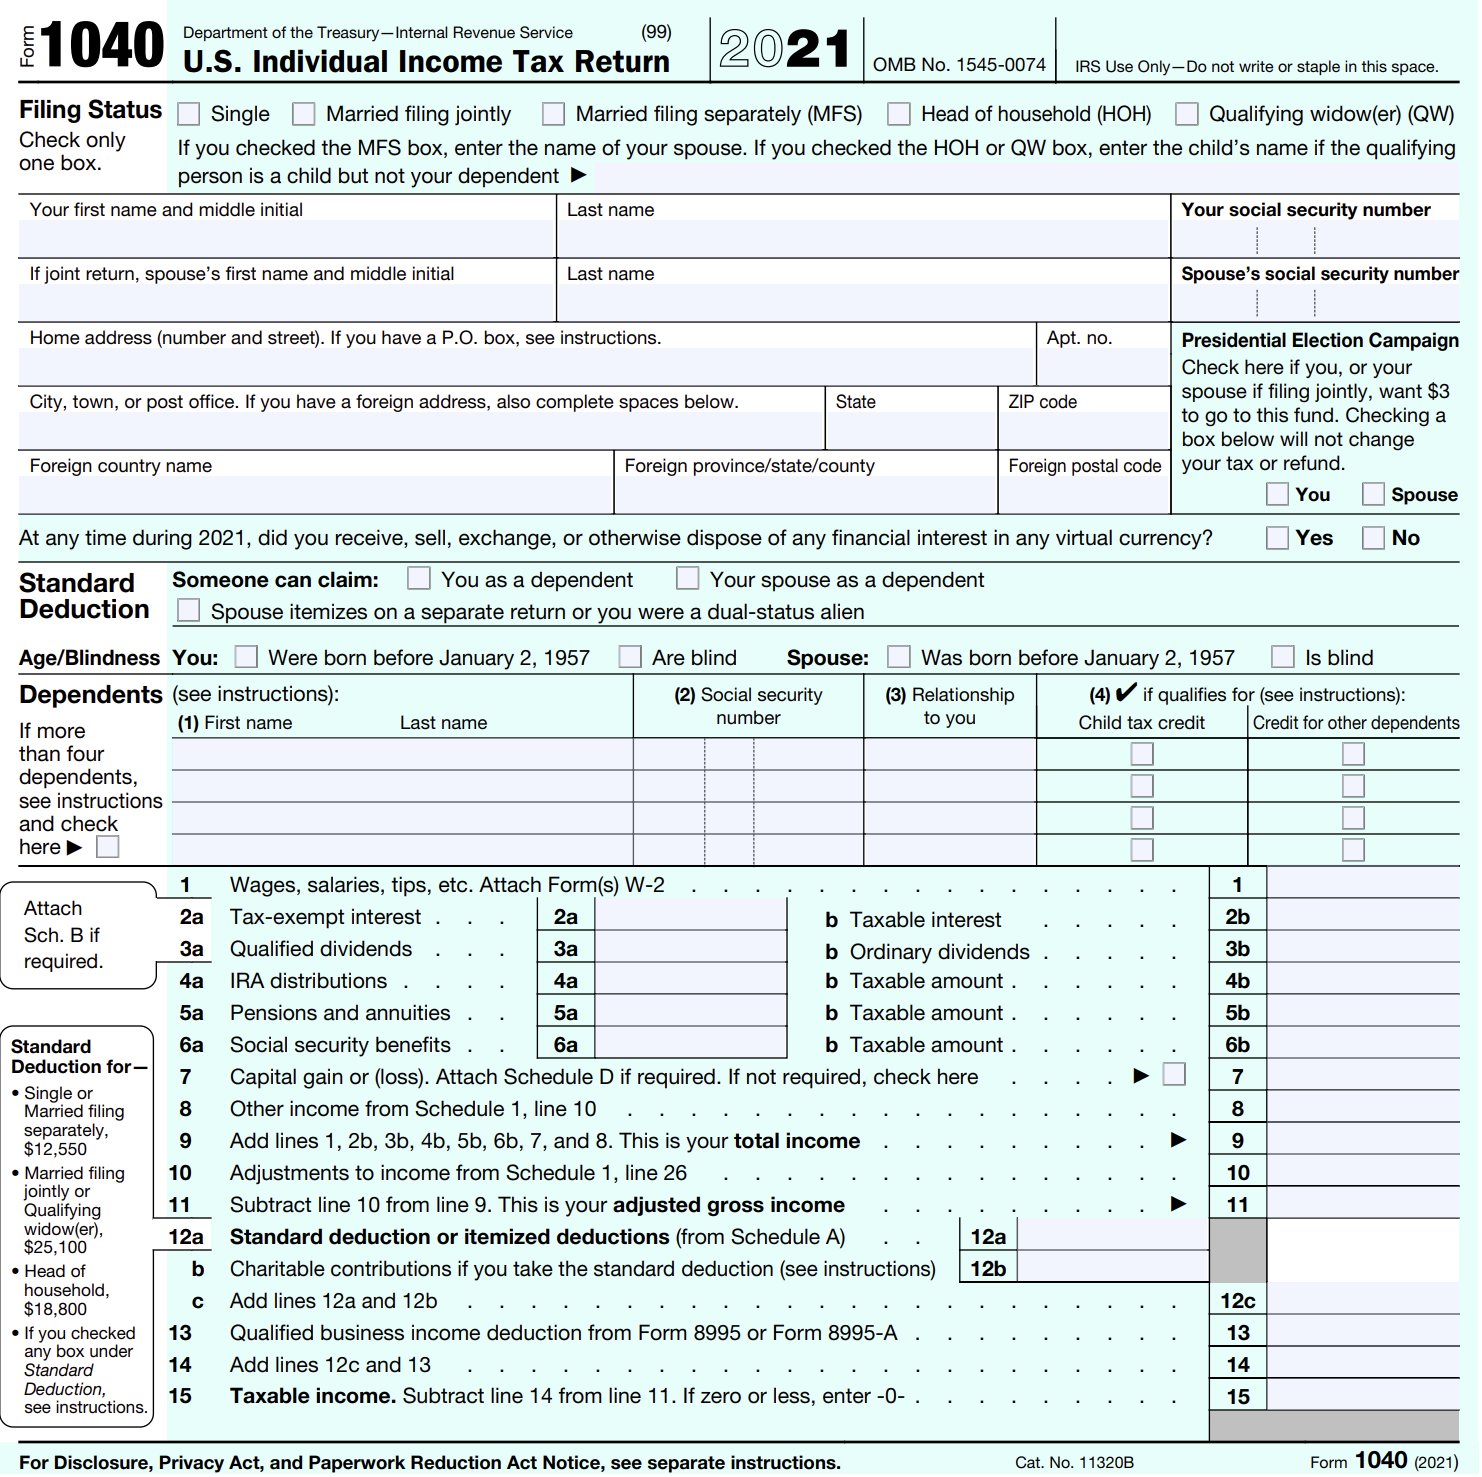 Form 1040 Department of the Treasury—Internal Revenue Service (99) U.S. Individual Income Tax Return 2021 OMB No. 1545-0074 IRS Use Only—Do not write or staple in this space.
Filing Status
Check only
one box.
Single Married filing jointly Married filing separately (MFS) Head of household (HOH) Qualifying widow(er) (QW)
If you checked the MFS box, enter the name of your spouse. If you checked the HOH or QW box, enter the child's name if the qualifying
person is a child but not your dependent ▶
Your first name and middle initial Last name Your social security number
If joint return, spouse's first name and middle initial Last name Spouse's social security number
Home address (number and street). If you have a P.O. box, see instructions. Apt. no.
City, town, or post office. If you have a foreign address, also complete spaces below. State ZIP code
Foreign country name Foreign province/state/county Foreign postal code
Presidential Election Campaign
Check here if you, or your
spouse if filing jointly, want $3
to go to this fund. Checking a
box below will not change
your tax or refund.
You Spouse
At any time during 2021, did you receive, sell, exchange, or otherwise dispose of any financial interest in any virtual currency? Yes No
Standard
Deduction
Someone can claim: You as a dependent Your spouse as a dependent
Spouse itemizes on a separate return or you were a dual-status alien
Age/Blindness You: Were born before January 2, 1957 Are blind Spouse: Was born before January 2, 1957 Is blind
Dependents (see instructions):
(1) First name Last name
(2) Social security
number
(3) Relationship
to you
(4) ✔ if qualifies for (see instructions):
Child tax credit Credit for other dependents
If more
than four
dependents,
see instructions
and check
here ▶
Attach
Sch. B if
required.
1 Wages, salaries, tips, etc. Attach Form(s) W-2 . . . . . . . . . . . . . . . . 1
2a Tax-exempt interest . . . 2a b Taxable interest . . . . . 2b
3a Qualified dividends . . . 3a b Ordinary dividends . . . . . 3b
4a IRA distributions . . . . 4a b Taxable amount . . . . . . 4b
5a Pensions and annuities . . 5a b Taxable amount . . . . . . 5b
6a Social security benefits . . 6a b Taxable amount . . . . . . 6b
7 Capital gain or (loss). Attach Schedule D if required. If not required, check here . . . . ▶ 7
8 Other income from Schedule 1, line 10 . . . . . . . . . . . . . . . . . . 8
9 Add lines 1, 2b, 3b, 4b, 5b, 6b, 7, and 8. This is your total income . . . . . . . . . ▶ 9
10 Adjustments to income from Schedule 1, line 26 . . . . . . . . . . . . . . . 10
11 Subtract line 10 from line 9. This is your adjusted gross income . . . . . . . . . ▶ 11
12a Standard deduction or itemized deductions (from Schedule A) . . 12a
b Charitable contributions if you take the standard deduction (see instructions) 12b
c Add lines 12a and 12b . . . . . . . . . . . . . . . . . . . . . . . 12c
13 Qualified business income deduction from Form 8995 or Form 8995-A . . . . . . . . . 13
14 Add lines 12c and 13 . . . . . . . . . . . . . . . . . . . . . . . 14
15 Taxable income. Subtract line 14 from line 11. If zero or less, enter -0- . . . . . . . . . 15
Standard
Deduction for—
• Single or
Married filing
separately,
$12,550
• Married filing
jointly or
Qualifying
widow(er),
$25,100
• Head of
household,
$18,800
• If you checked
any box under
Standard
Deduction,
see instructions.
For Disclosure, Privacy Act, and Paperwork Reduction Act Notice, see separate instructions. Cat. No. 11320B Form 1040 (2021)